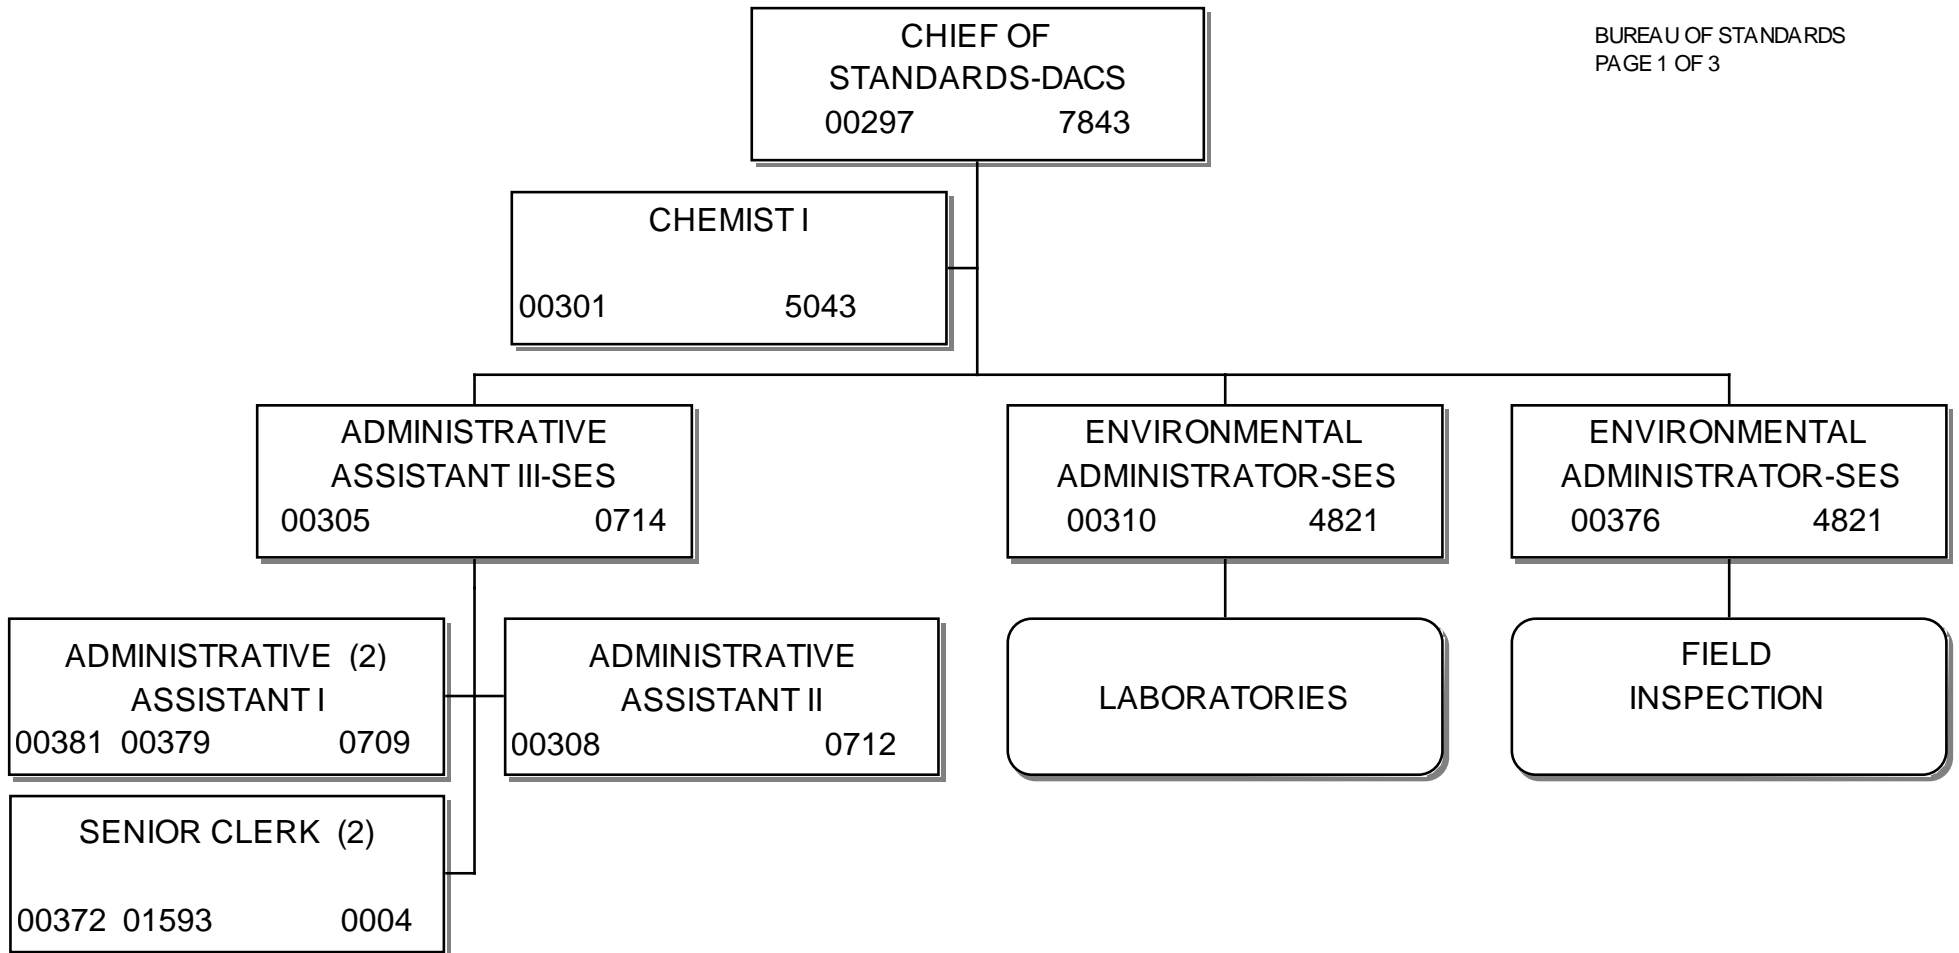 CHIEF OF
STANDARDS-DACS
00297 7843
BUREAU OF STANDARDS
PAGE 1 OF 3
CHEMIST I
00301 5043
ADMINISTRATIVE
ASSISTANT III-SES
00305 0714
ENVIRONMENTAL
ADMINISTRATOR-SES
00310 4821
ENVIRONMENTAL
ADMINISTRATOR-SES
00376 4821
ADMINISTRATIVE (2)
ASSISTANT I
00381 00379 0709
ADMINISTRATIVE
ASSISTANT II
00308 0712
LABORATORIES
FIELD
INSPECTION
SENIOR CLERK (2)
00372 01593 0004